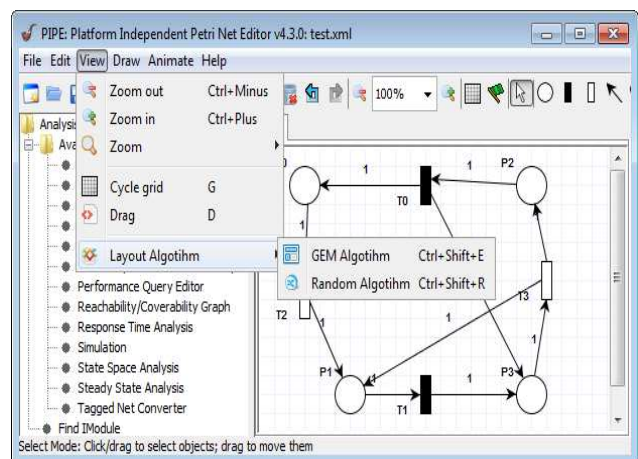 PIPE: Platform Independent Petri Net Editor v4.3.0: test.xml
File Edit View Draw Animate Help
Zoom out Ctrl+Minus
Zoom in Ctrl+Plus
Zoom
Cycle grid G
Drag D
Layout Algotihm
GEM Algotihm Ctrl+Shift+E
Random Algotihm Ctrl+Shift+R
100%
Performance Query Editor
Reachability/Coverability Graph
Response Time Analysis
Simulation
State Space Analysis
Steady State Analysis
Tagged Net Converter
Find IModule
1
T0
1
P2
1
T2
1
1
T3
1
P1
1
T1
1
P3
Select Mode: Click/drag to select objects; drag to move them